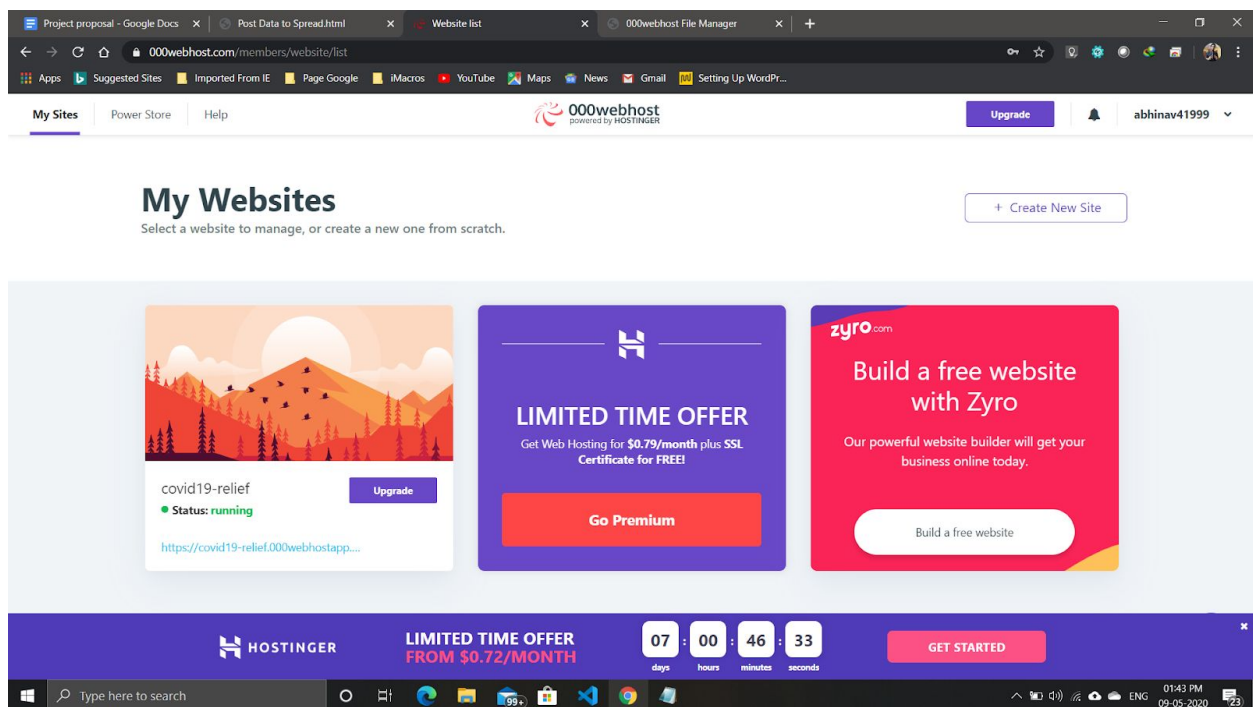 Project proposal - Google Docs
Post Data to Spread.html
Website list
000webhost File Manager
000webhost.com/members/website/list
Apps
Suggested Sites
Imported From IE
Page Google
iMacros
YouTube
Maps
News
Gmail
Setting Up WordPr...
My Sites
Power Store
Help
000webhost
powered by HOSTINGER
Upgrade
abhinav41999
My Websites
Select a website to manage, or create a new one from scratch.
+ Create New Site
covid19-relief
Upgrade
Status: running
https://covid19-relief.000webhostapp....
LIMITED TIME OFFER
Get Web Hosting for $0.79/month plus SSL
Certificate for FREE!
Go Premium
zyro.com
Build a free website
with Zyro
Our powerful website builder will get your
business online today.
Build a free website
HOSTINGER
LIMITED TIME OFFER
FROM $0.72/MONTH
07 : 00 : 46 : 33
days hours minutes seconds
GET STARTED
Type here to search
99+
ENG
01:43 PM
09-05-2020
23